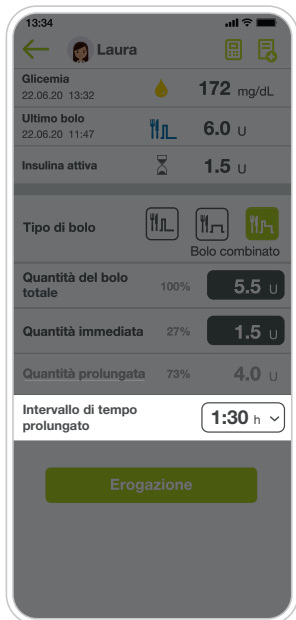 13:34
Laura
Glicemia
22.06.20 13:32
172 mg/dL
Ultimo bolo
22.06.20 11:47
6.0 U
Insulina attiva
1.5 U
Tipo di bolo
Bolo combinato
Quantità del bolo
totale
100%
5.5 U
Quantità immediata
27%
1.5 U
Quantità prolungata
73%
4.0 U
Intervallo di tempo
prolungato
1:30 h
Erogazione